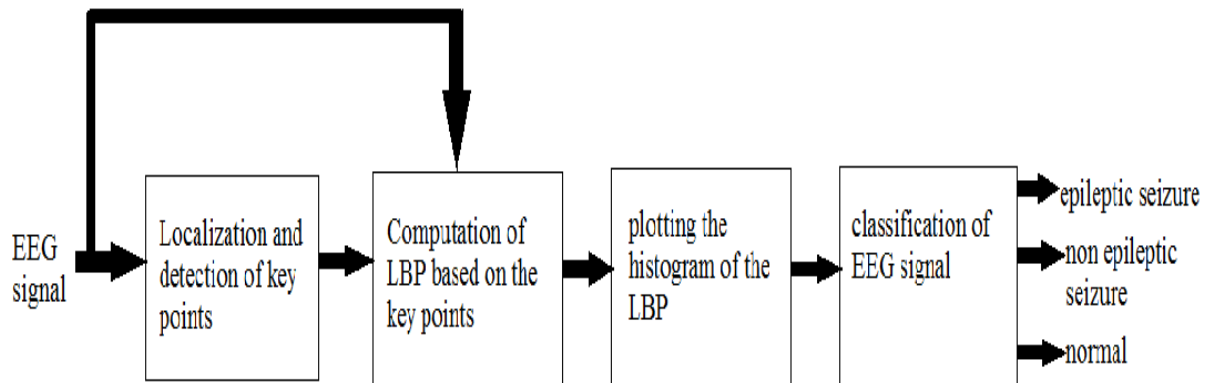 EEG
signal
Localization and
detection of key
points
Computation of
LBP based on the
key points
plotting the
histogram of the
LBP
classification of
EEG signal
epileptic seizure
non epileptic
seizure
normal